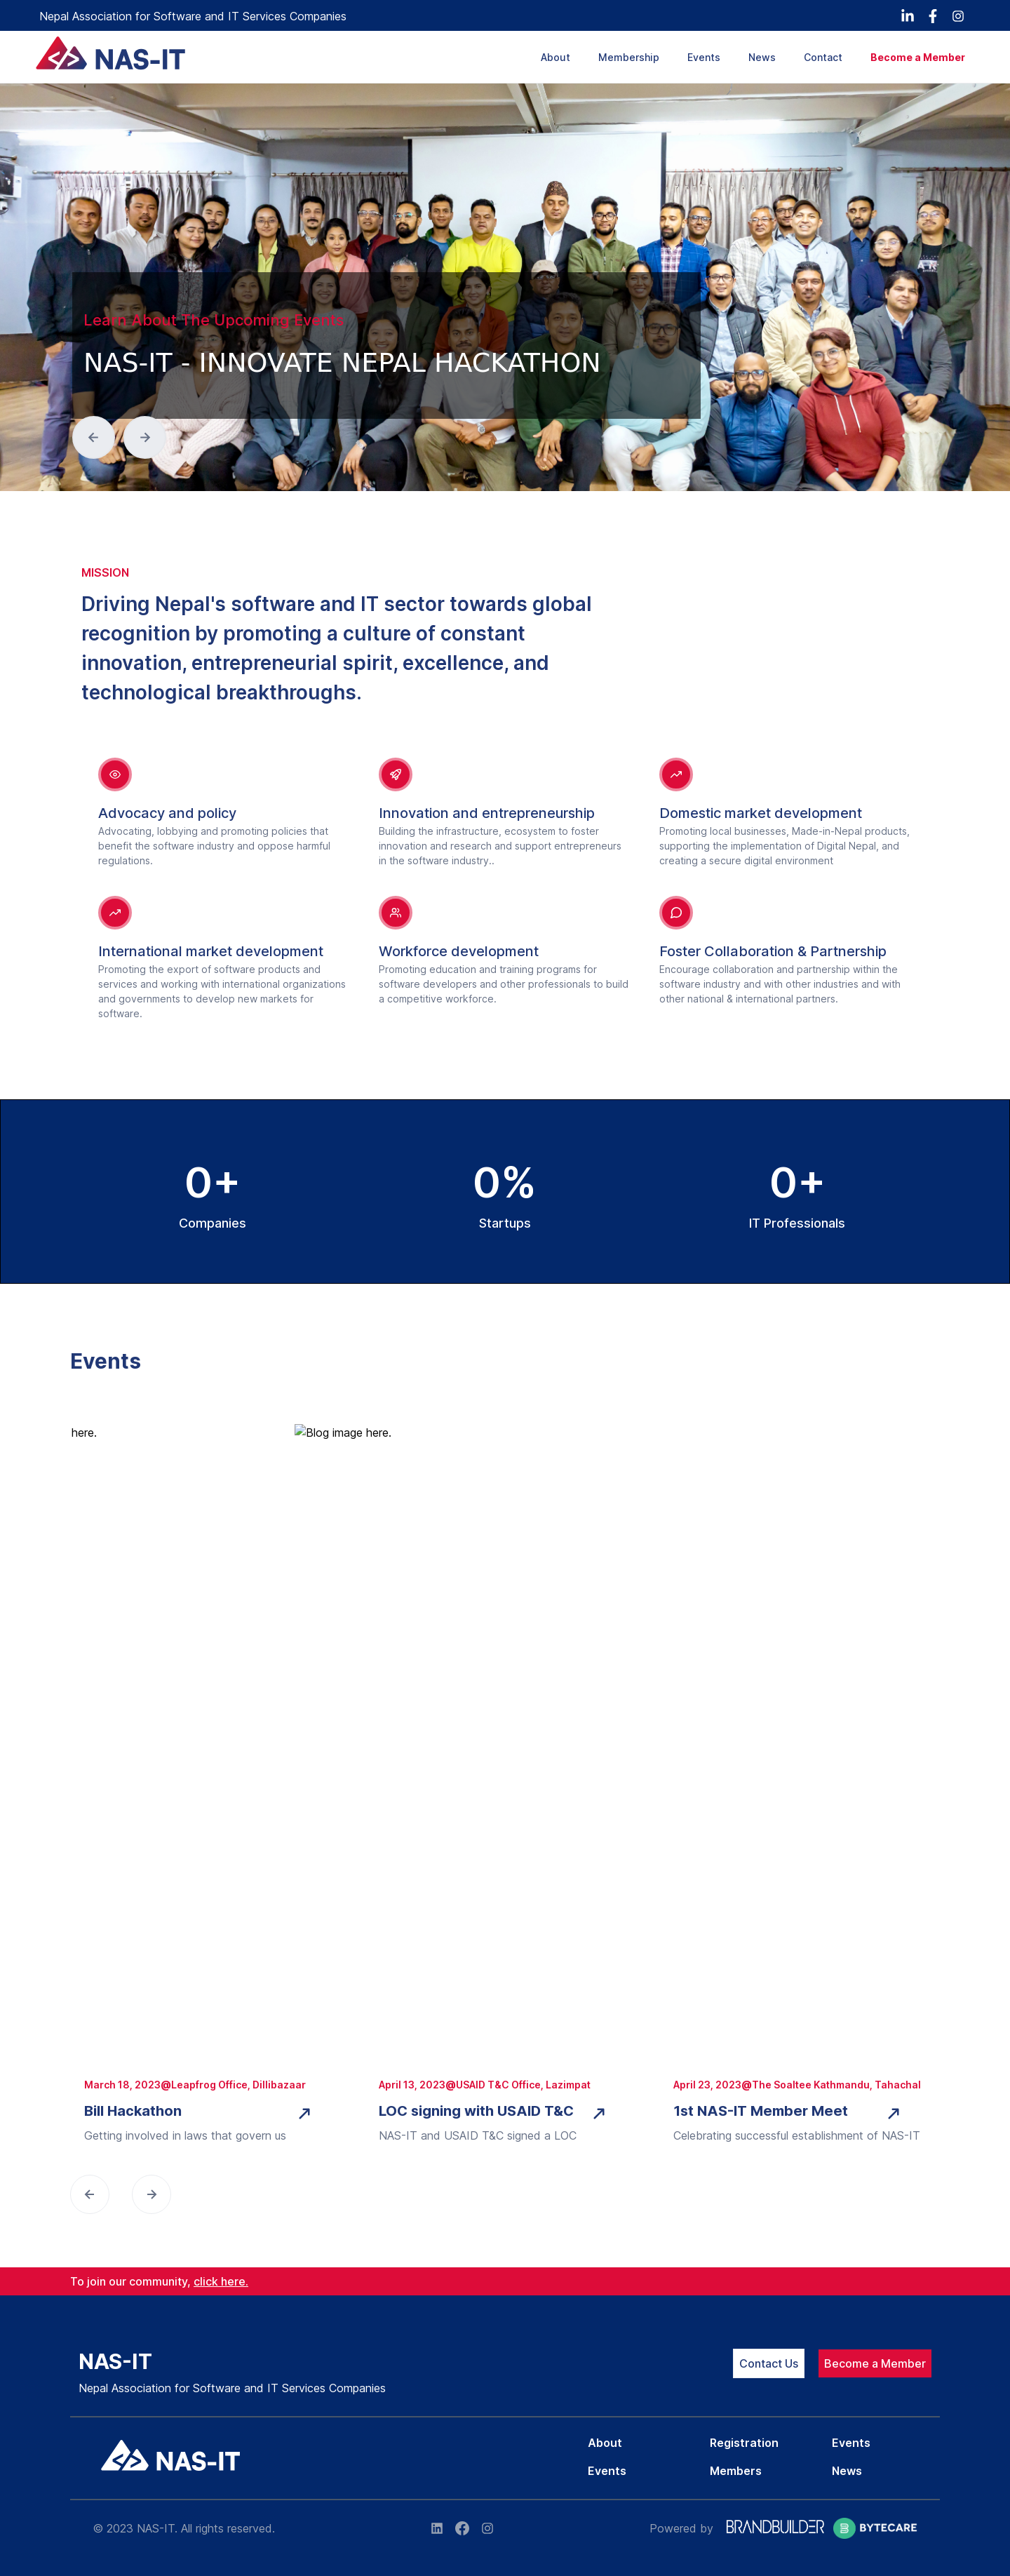 Nepal Association for Software and IT Services Companies
NAS-IT
About Membership Events News Contact Become a Member
Learn About The Upcoming Events
NAS-IT - INNOVATE NEPAL HACKATHON
MISSION
Driving Nepal's software and IT sector towards global
recognition by promoting a culture of constant
innovation, entrepreneurial spirit, excellence, and
technological breakthroughs.
Advocacy and policy
Advocating, lobbying and promoting policies that
benefit the software industry and oppose harmful
regulations.
Innovation and entrepreneurship
Building the infrastructure, ecosystem to foster
innovation and research and support entrepreneurs
in the software industry..
Domestic market development
Promoting local businesses, Made-in-Nepal products,
supporting the implementation of Digital Nepal, and
creating a secure digital environment
International market development
Promoting the export of software products and
services and working with international organizations
and governments to develop new markets for
software.
Workforce development
Promoting education and training programs for
software developers and other professionals to build
a competitive workforce.
Foster Collaboration & Partnership
Encourage collaboration and partnership within the
software industry and with other industries and with
other national & international partners.
0+
Companies
0%
Startups
0+
IT Professionals
Events
here.
Blog image here.
March 18, 2023@Leapfrog Office, Dillibazaar
Bill Hackathon
Getting involved in laws that govern us
April 13, 2023@USAID T&C Office, Lazimpat
LOC signing with USAID T&C
NAS-IT and USAID T&C signed a LOC
April 23, 2023@The Soaltee Kathmandu, Tahachal
1st NAS-IT Member Meet
Celebrating successful establishment of NAS-IT
To join our community, click here.
NAS-IT
Nepal Association for Software and IT Services Companies
Contact Us
Become a Member
NAS-IT
About Registration Events
Events Members News
© 2023 NAS-IT. All rights reserved.
Powered by BRANDBUILDER BYTECARE